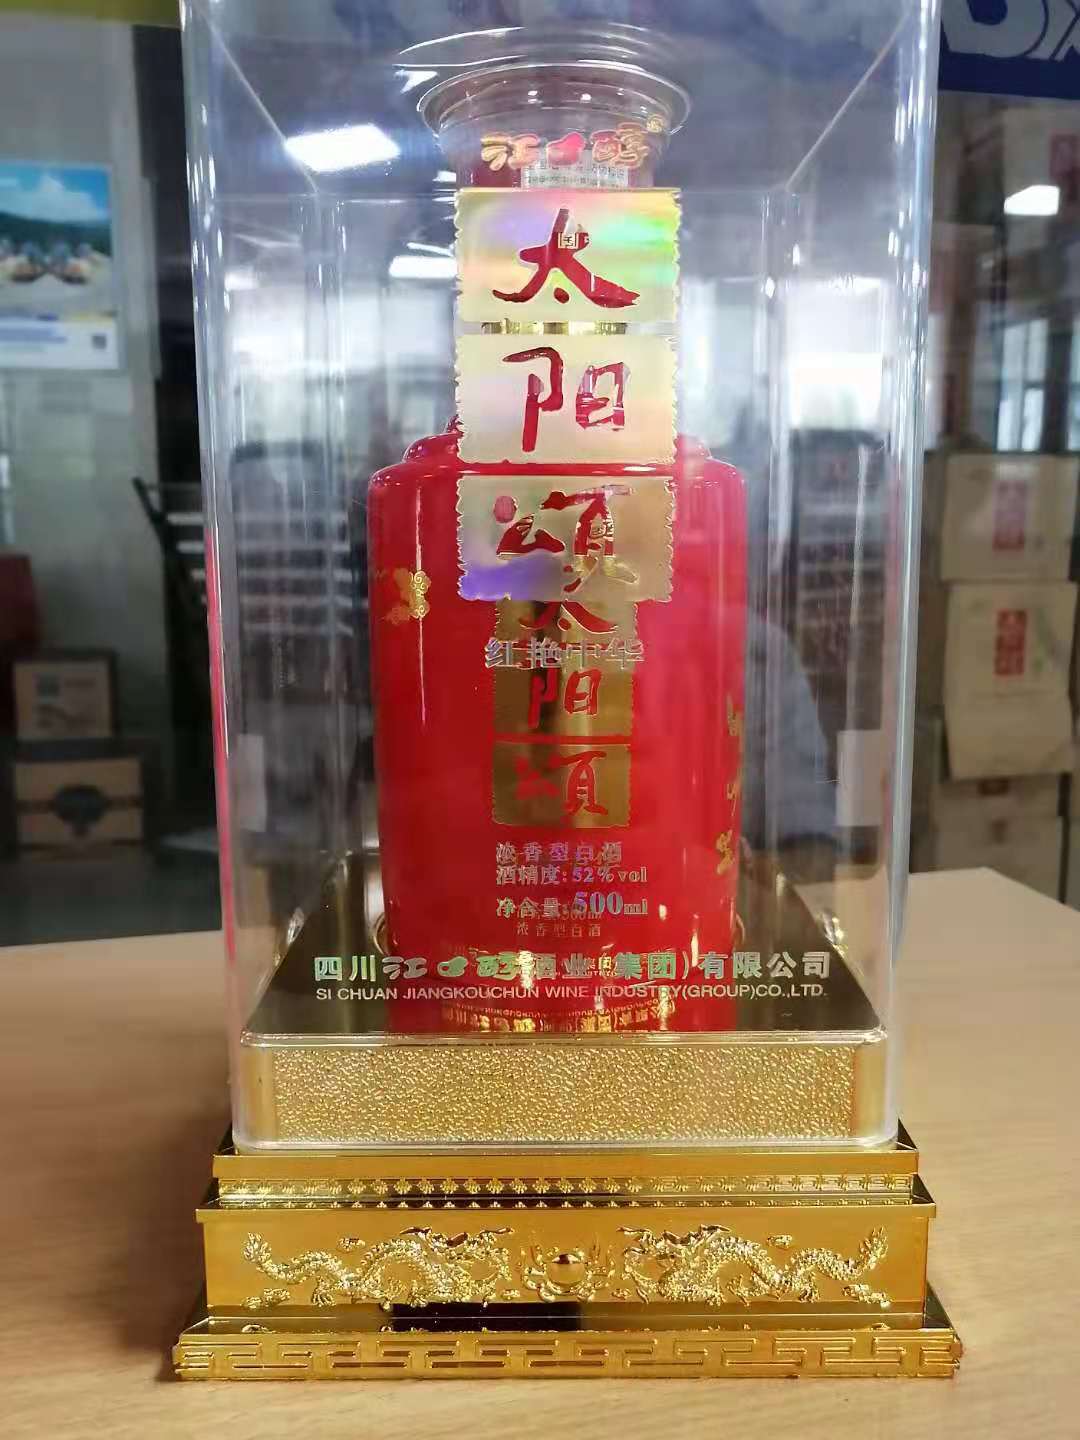 江口醇
太
阳
頌
太
阳
頌
红艳中华
浓香型白酒
酒精度:52%vol
净含量:500ml
浓香型白酒
四川江口醇酒业(集团)有限公司
SI CHUAN JIANGKOUCHUN WINE INDUSTRY(GROUP)CO.,LTD.